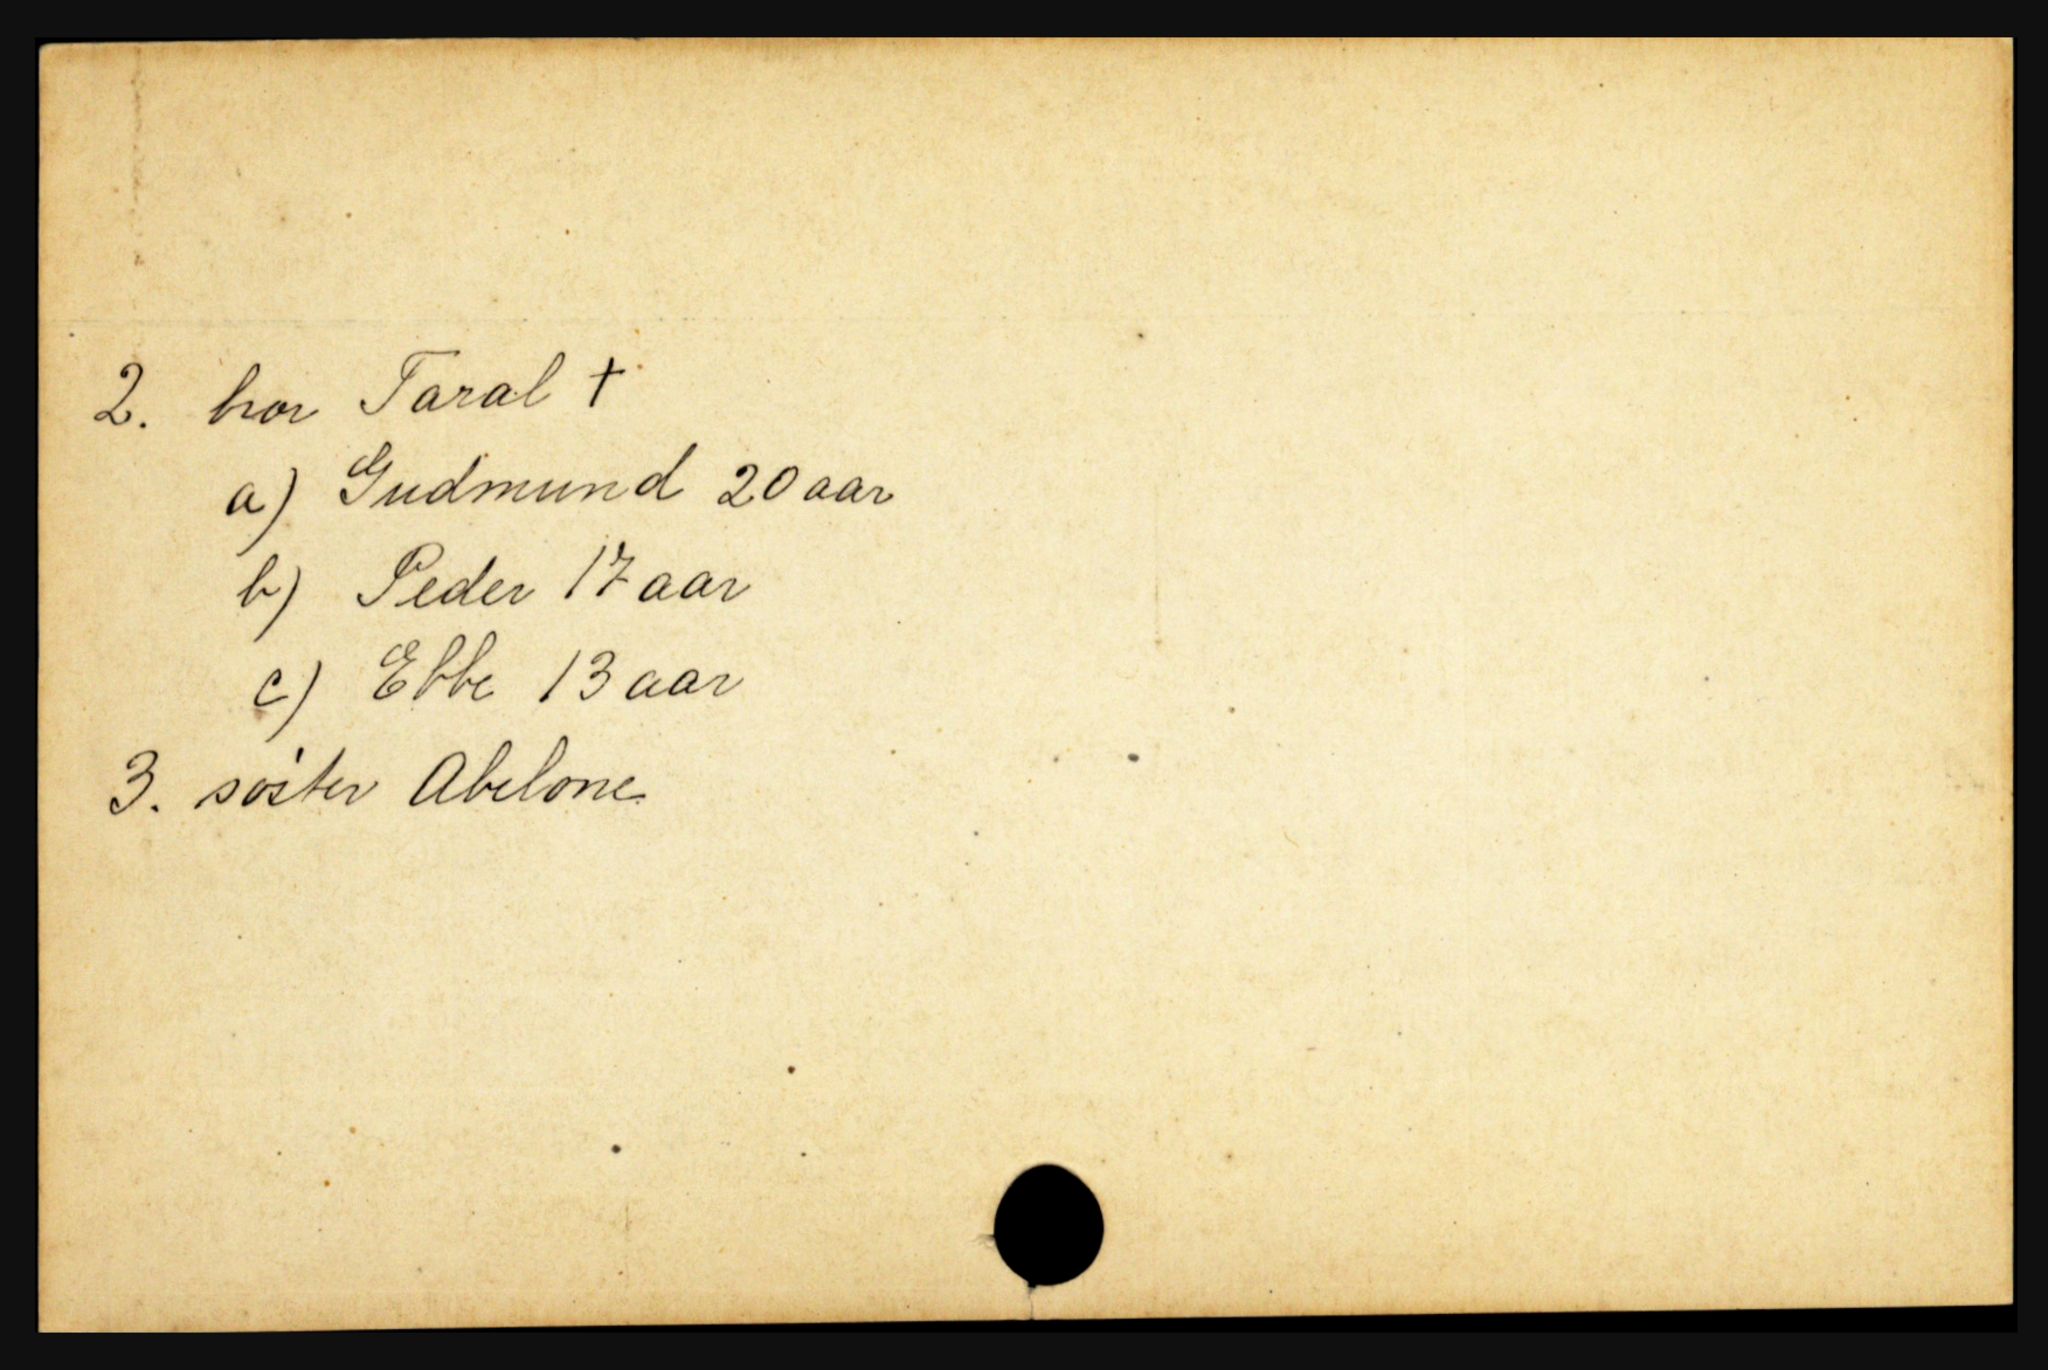 2. bror Taral †
a) Gudmund 20 aar
b) Peder 17 aar
c) Ebbe 13 aar
3. søster Abelone